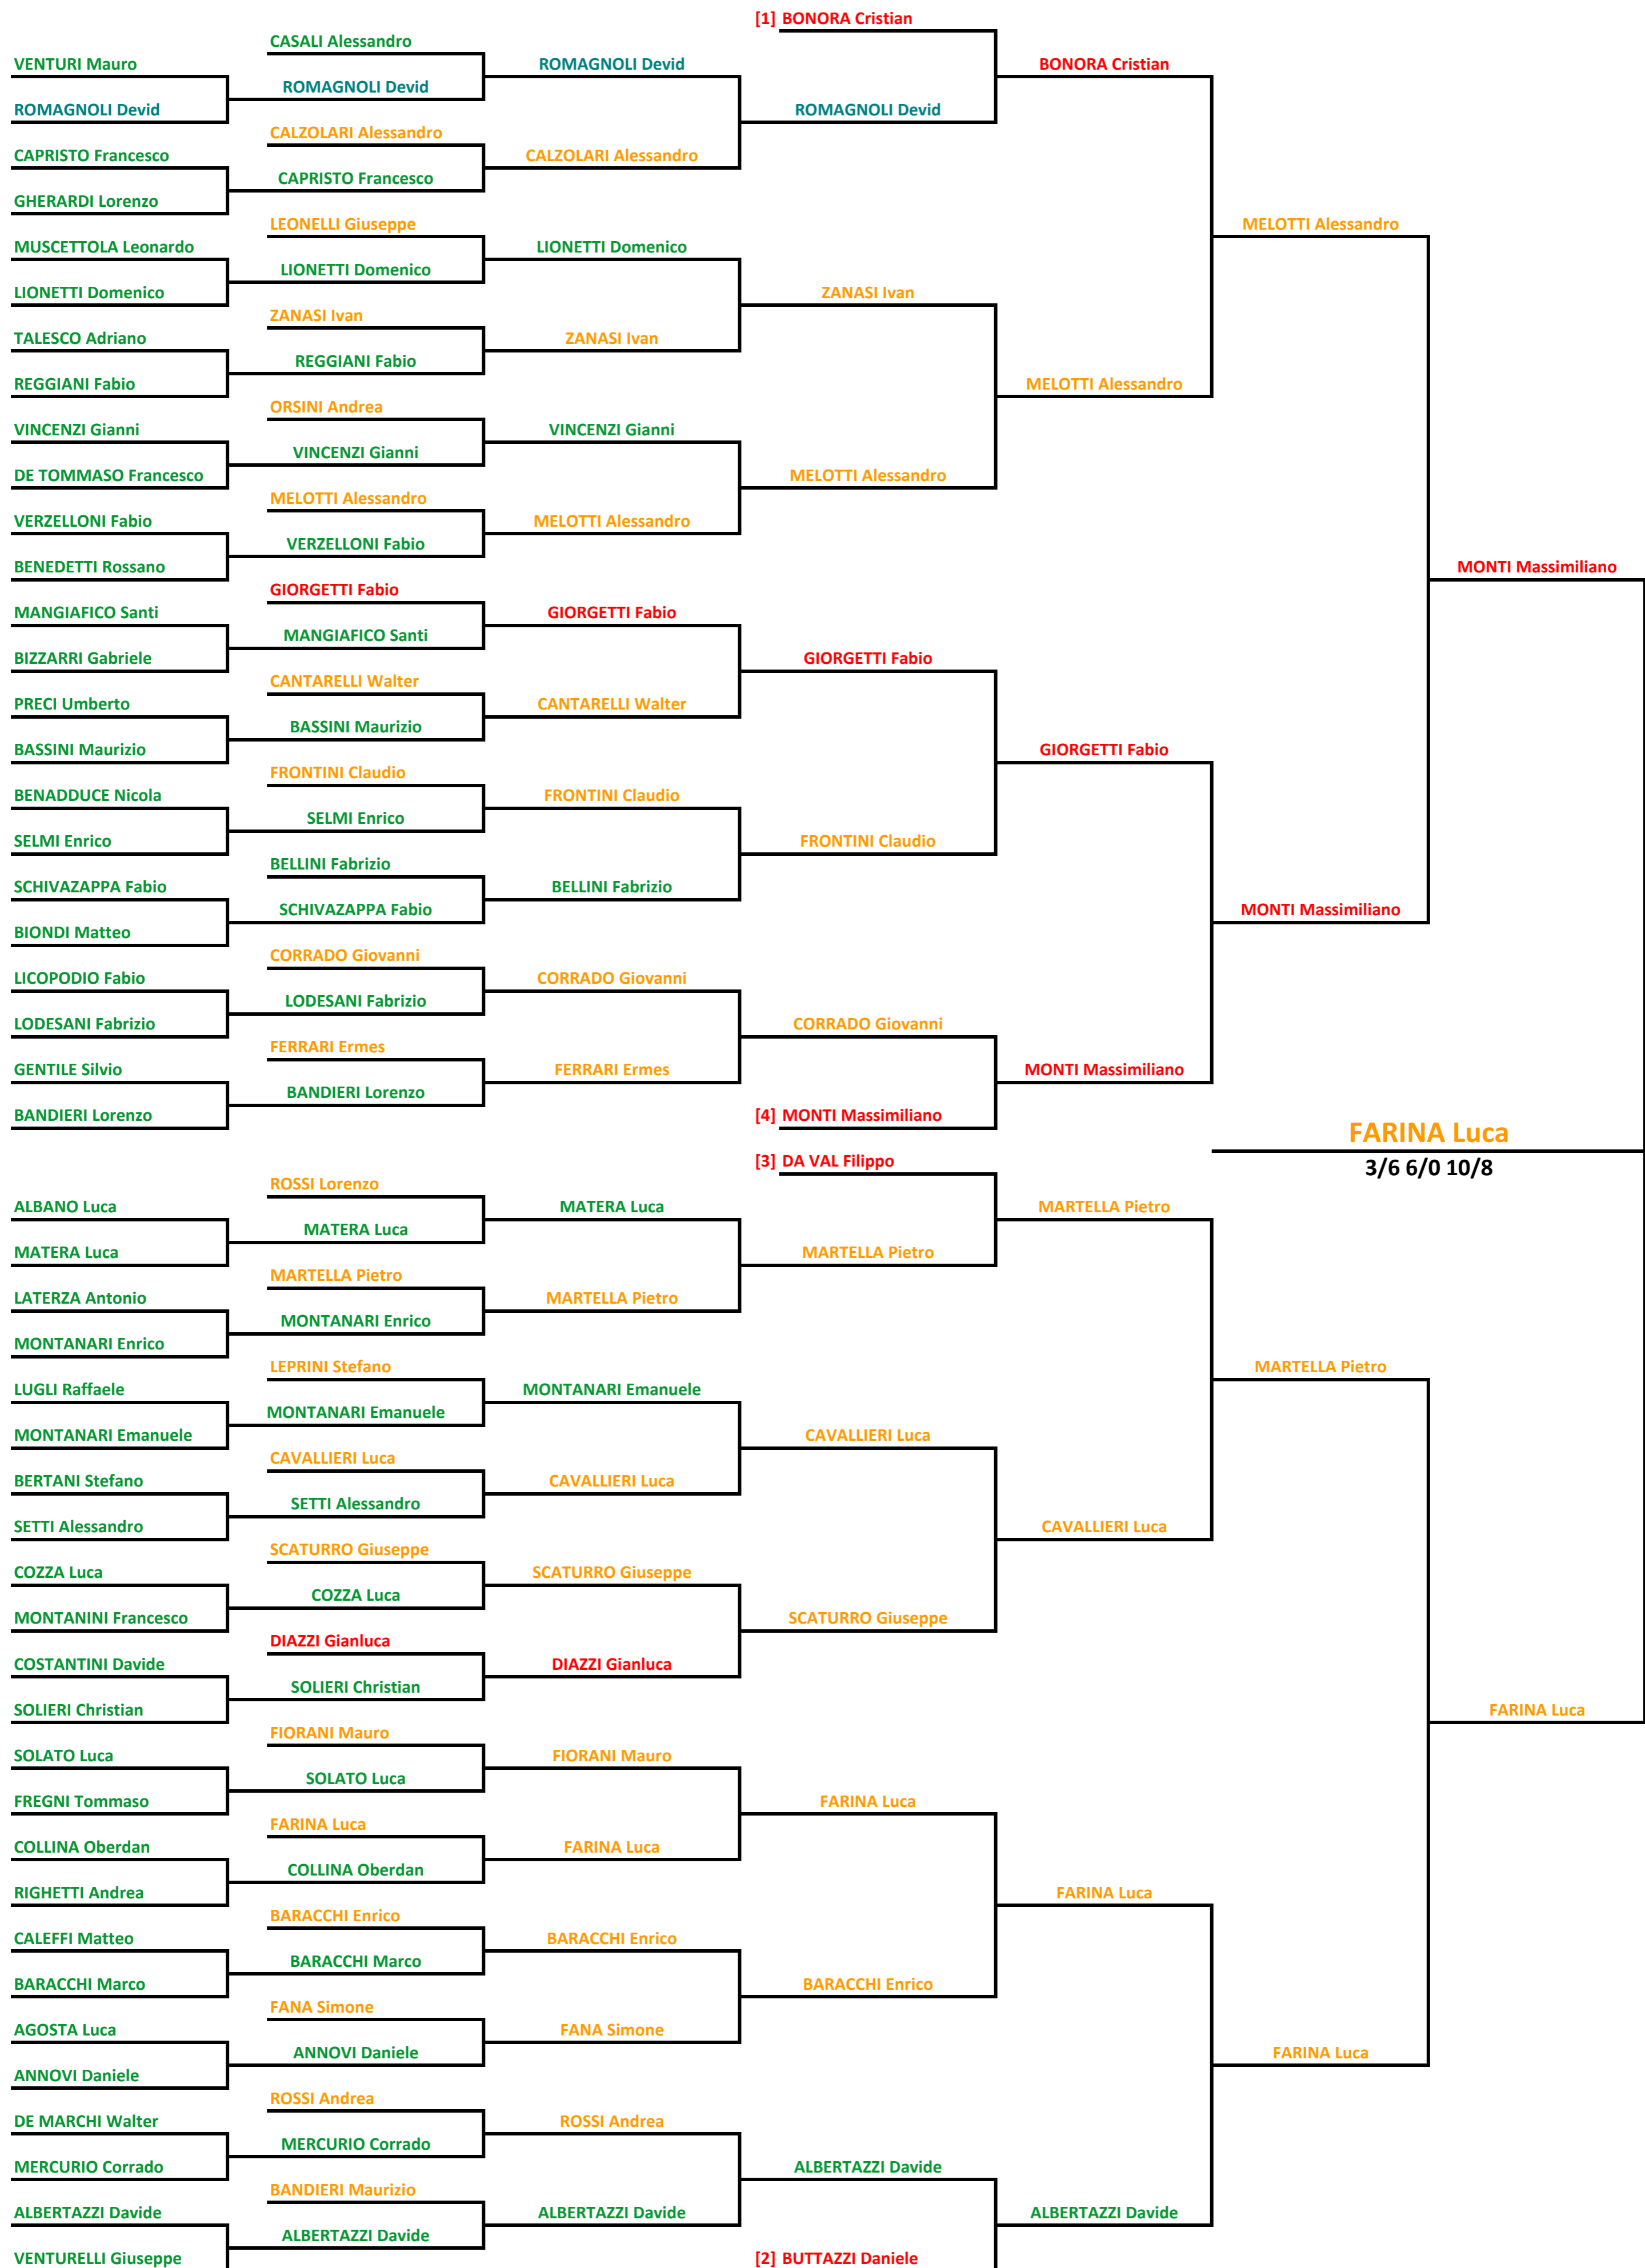 [1] BONORA Cristian
CASALI Alessandro
VENTURI Mauro
ROMAGNOLI Devid
BONORA Cristian
ROMAGNOLI Devid
ROMAGNOLI Devid
ROMAGNOLI Devid
CALZOLARI Alessandro
CAPRISTO Francesco
CALZOLARI Alessandro
CAPRISTO Francesco
GHERARDI Lorenzo
LEONELLI Giuseppe
MELOTTI Alessandro
MUSCETTOLA Leonardo
LIONETTI Domenico
LIONETTI Domenico
LIONETTI Domenico
ZANASI Ivan
ZANASI Ivan
TALESCO Adriano
ZANASI Ivan
REGGIANI Fabio
REGGIANI Fabio
MELOTTI Alessandro
ORSINI Andrea
VINCENZI Gianni
VINCENZI Gianni
VINCENZI Gianni
DE TOMMASO Francesco
MELOTTI Alessandro
MELOTTI Alessandro
VERZELLONI Fabio
MELOTTI Alessandro
VERZELLONI Fabio
BENEDETTI Rossano
MONTI Massimiliano
GIORGETTI Fabio
MANGIAFICO Santi
GIORGETTI Fabio
MANGIAFICO Santi
BIZZARRI Gabriele
GIORGETTI Fabio
CANTARELLI Walter
PRECI Umberto
CANTARELLI Walter
BASSINI Maurizio
BASSINI Maurizio
GIORGETTI Fabio
FRONTINI Claudio
BENADDUCE Nicola
FRONTINI Claudio
SELMI Enrico
SELMI Enrico
FRONTINI Claudio
BELLINI Fabrizio
SCHIVAZAPPA Fabio
BELLINI Fabrizio
SCHIVAZAPPA Fabio
MONTI Massimiliano
BIONDI Matteo
CORRADO Giovanni
LICOPODIO Fabio
CORRADO Giovanni
LODESANI Fabrizio
LODESANI Fabrizio
CORRADO Giovanni
FERRARI Ermes
GENTILE Silvio
FERRARI Ermes
MONTI Massimiliano
BANDIERI Lorenzo
BANDIERI Lorenzo
[4] MONTI Massimiliano
FARINA Luca
[3] DA VAL Filippo
3/6 6/0 10/8
ROSSI Lorenzo
ALBANO Luca
MATERA Luca
MARTELLA Pietro
MATERA Luca
MATERA Luca
MARTELLA Pietro
MARTELLA Pietro
LATERZA Antonio
MARTELLA Pietro
MONTANARI Enrico
MONTANARI Enrico
LEPRINI Stefano
MARTELLA Pietro
LUGLI Raffaele
MONTANARI Emanuele
MONTANARI Emanuele
MONTANARI Emanuele
CAVALLIERI Luca
CAVALLIERI Luca
BERTANI Stefano
CAVALLIERI Luca
SETTI Alessandro
SETTI Alessandro
CAVALLIERI Luca
SCATURRO Giuseppe
COZZA Luca
SCATURRO Giuseppe
COZZA Luca
MONTANINI Francesco
SCATURRO Giuseppe
DIAZZI Gianluca
COSTANTINI Davide
DIAZZI Gianluca
SOLIERI Christian
SOLIERI Christian
FARINA Luca
FIORANI Mauro
SOLATO Luca
FIORANI Mauro
SOLATO Luca
FREGNI Tommaso
FARINA Luca
FARINA Luca
COLLINA Oberdan
FARINA Luca
COLLINA Oberdan
RIGHETTI Andrea
FARINA Luca
BARACCHI Enrico
CALEFFI Matteo
BARACCHI Enrico
BARACCHI Marco
BARACCHI Marco
BARACCHI Enrico
FANA Simone
AGOSTA Luca
FANA Simone
ANNOVI Daniele
FARINA Luca
ANNOVI Daniele
ROSSI Andrea
DE MARCHI Walter
ROSSI Andrea
MERCURIO Corrado
MERCURIO Corrado
ALBERTAZZI Davide
BANDIERI Maurizio
ALBERTAZZI Davide
ALBERTAZZI Davide
ALBERTAZZI Davide
ALBERTAZZI Davide
VENTURELLI Giuseppe
[2] BUTTAZZI Daniele